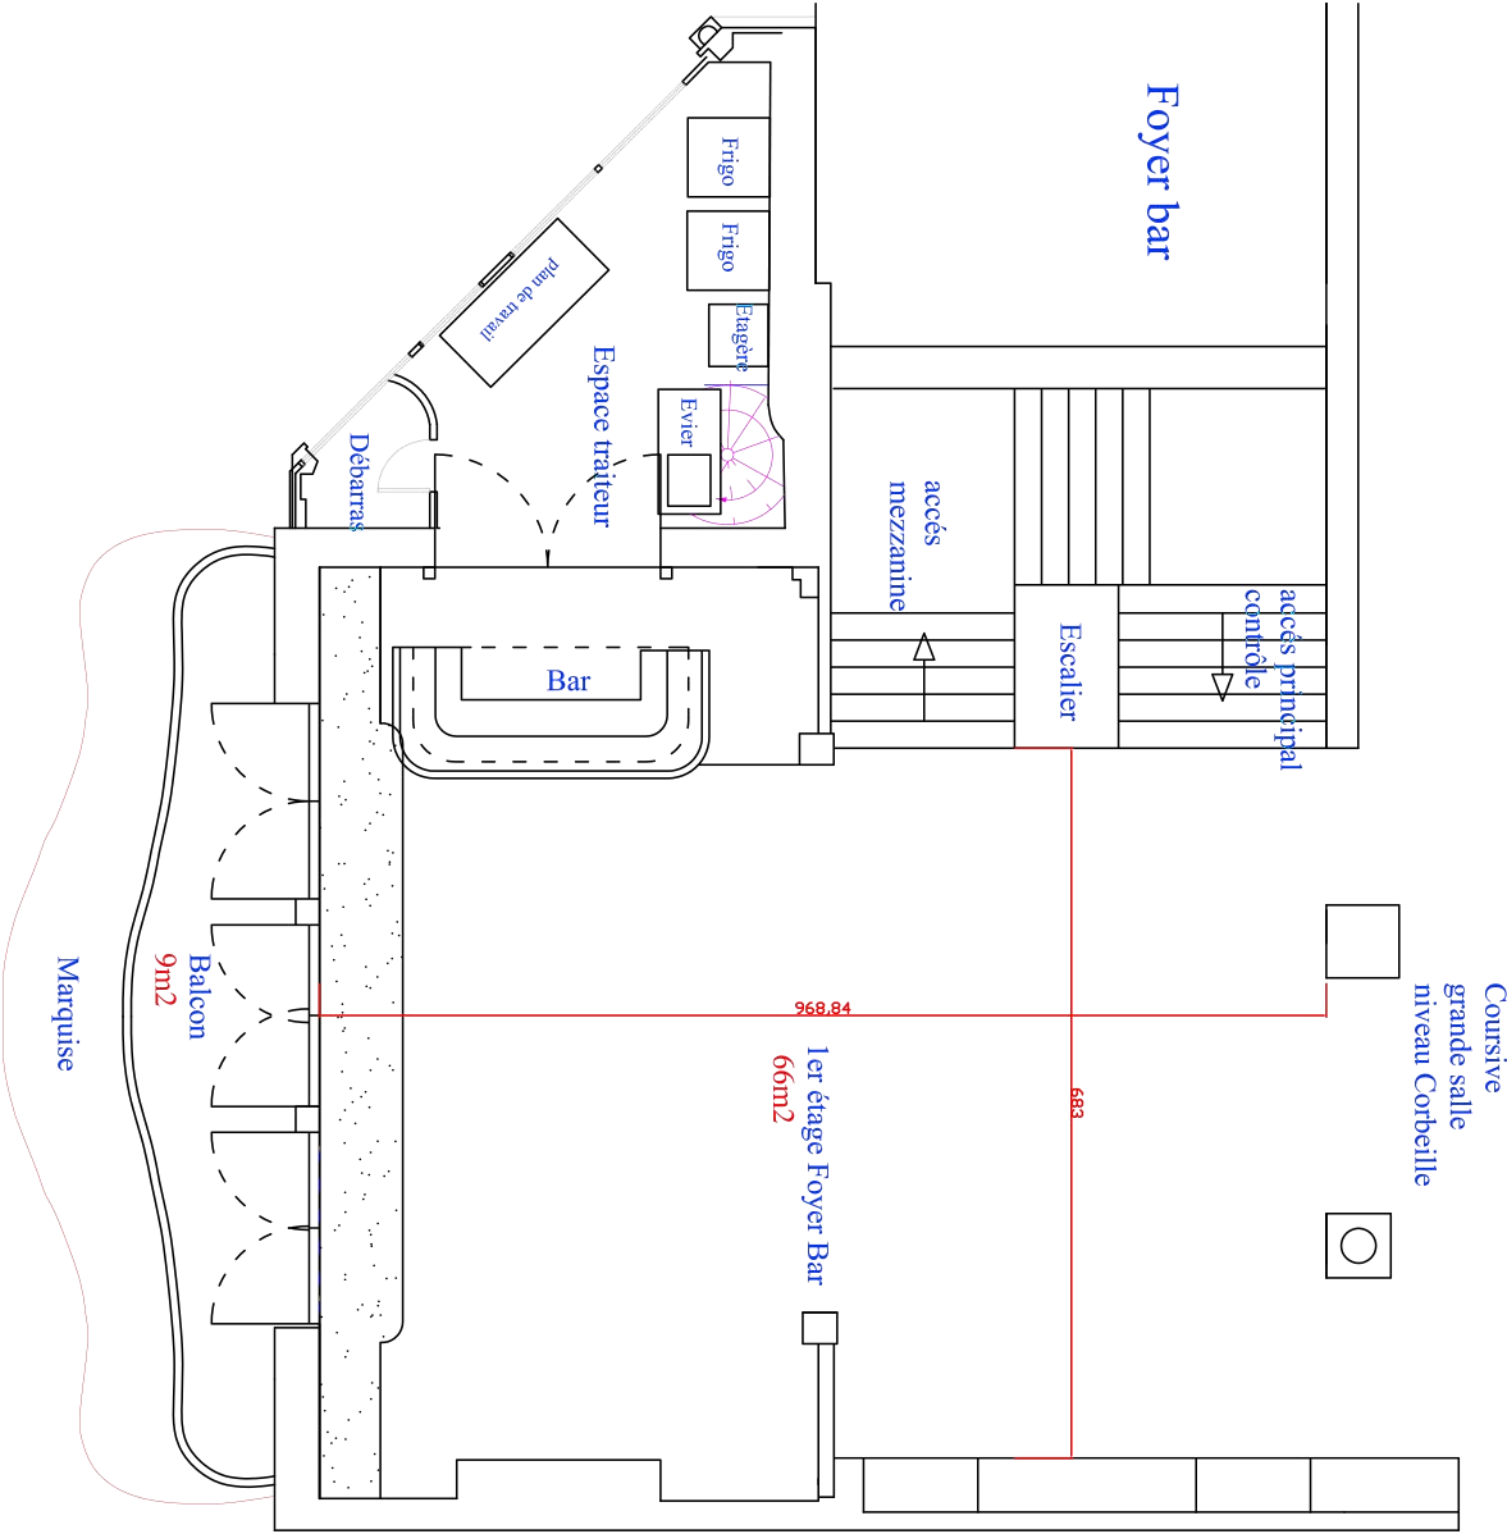 Foyer bar
Frigo
Frigo
Etagère
plan de travail
Espace traiteur
Evier
Débarras
accés
mezzanine
accés principal
contrôle
Escalier
Bar
Coursive
grande salle
niveau Corbeille
968,84
683
1er étage Foyer Bar
66m2
Balcon
9m2
Marquise